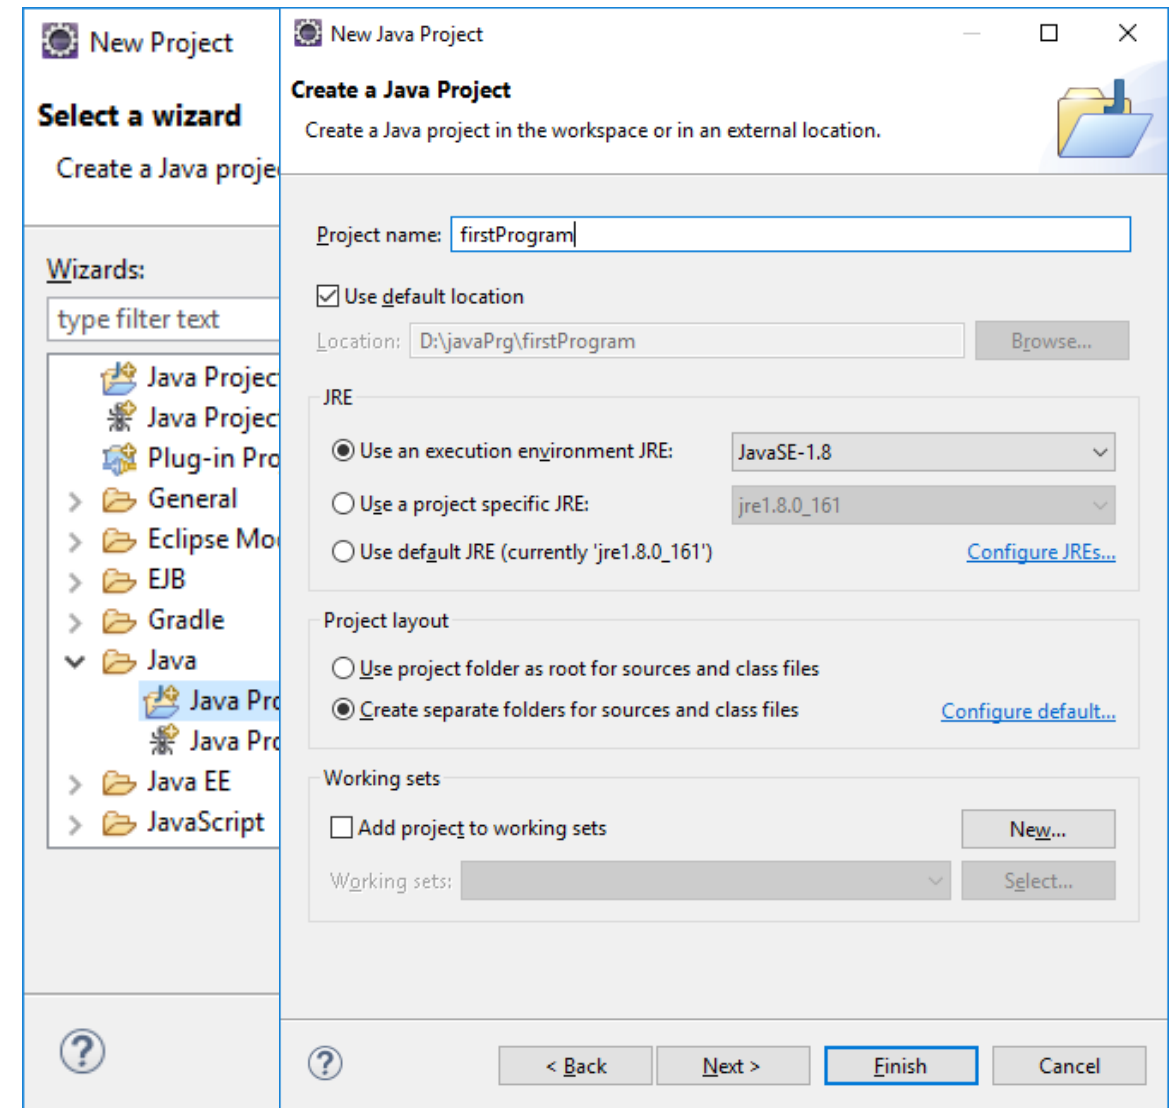 New Project
Select a wizard
Create a Java proje
Wizards:
type filter text
Java Projec
Java Projec
Plug-in Pro
General
Eclipse Mo
EJB
Gradle
Java
Java Pro
Java Pro
Java EE
JavaScript
New Java Project
Create a Java Project
Create a Java project in the workspace or in an external location.
Project name: firstProgram
Use default location
Location: D:\javaPrg\firstProgram Browse...
JRE
Use an execution environment JRE: JavaSE-1.8
Use a project specific JRE: jre1.8.0_161
Use default JRE (currently 'jre1.8.0_161') Configure JREs...
Project layout
Use project folder as root for sources and class files
Create separate folders for sources and class files Configure default...
Working sets
Add project to working sets New...
Working sets: Select...
< Back Next > Finish Cancel